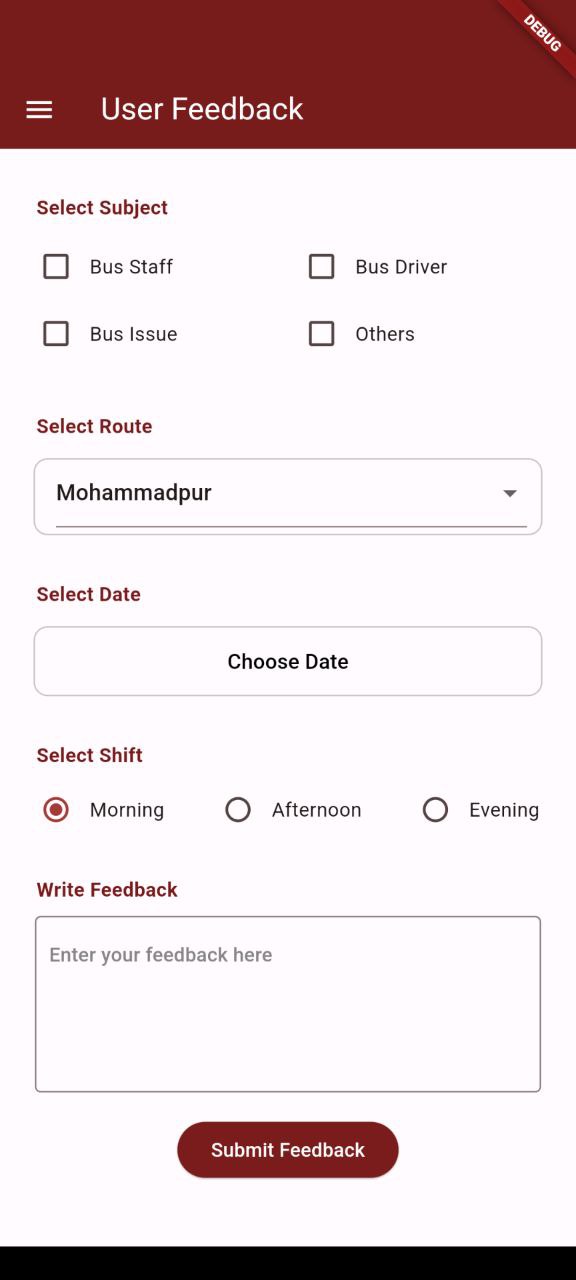 DEBUG
User Feedback
Select Subject
Bus Staff Bus Driver
Bus Issue Others
Select Route
Mohammadpur
Select Date
Choose Date
Select Shift
Morning Afternoon Evening
Write Feedback
Enter your feedback here
Submit Feedback